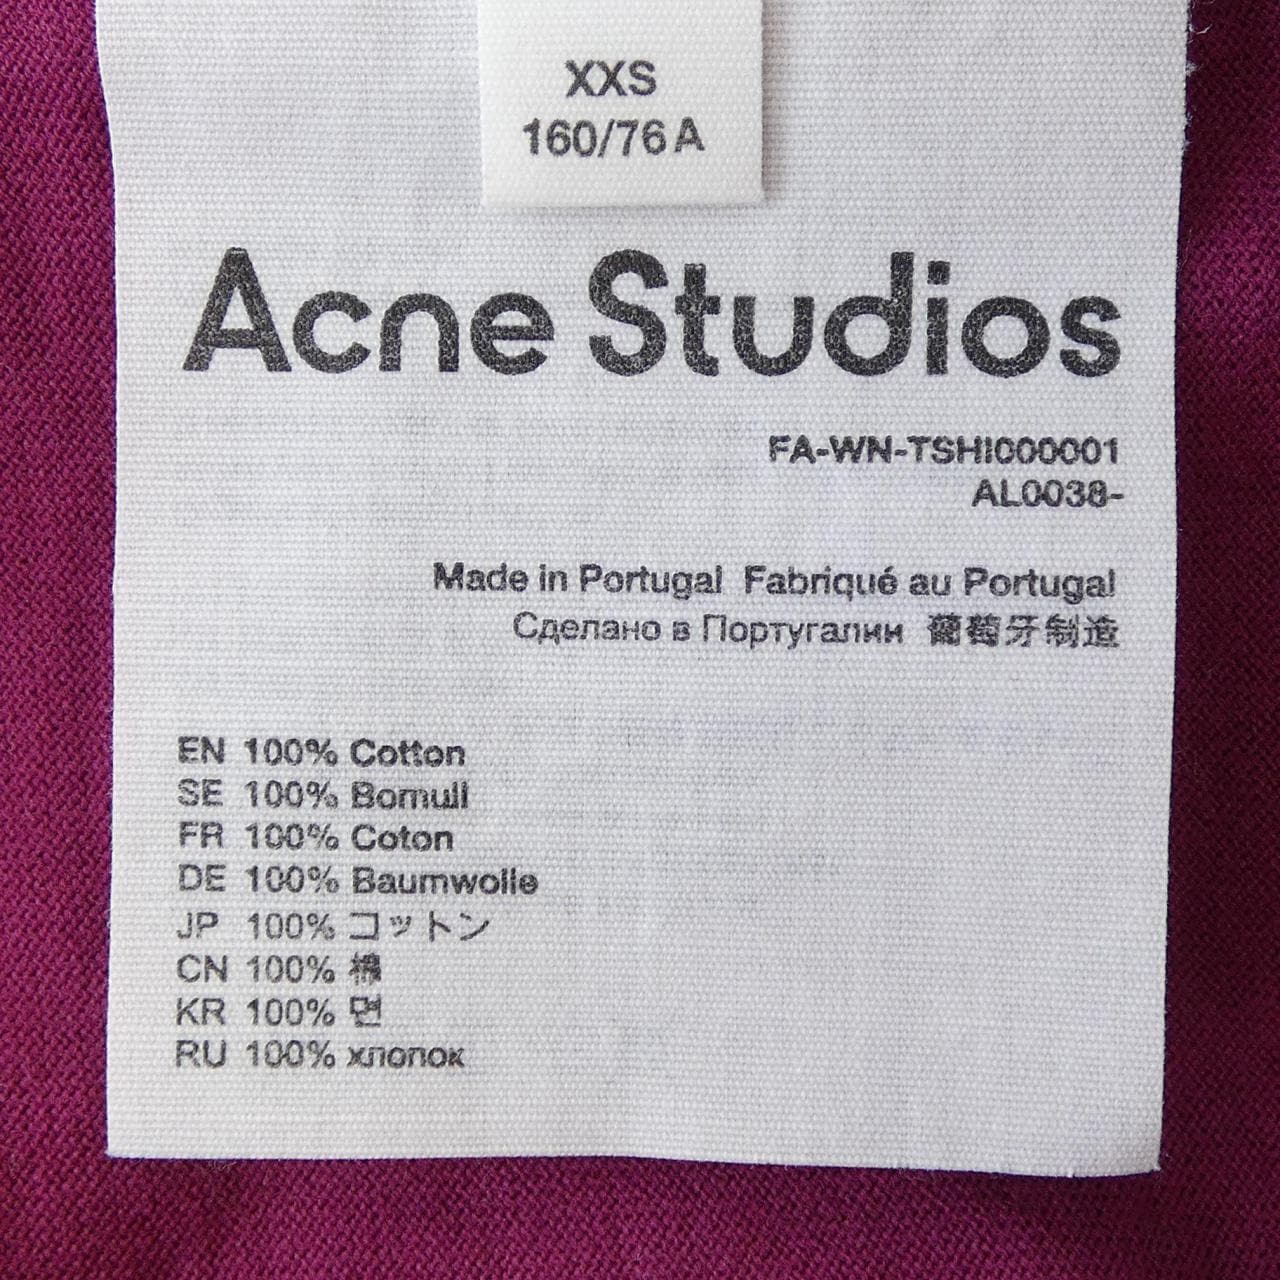 XXS
160/76A
Acne Studios
FA-WN-TSHI000001
AL0038-
Made in Portugal Fabriqué au Portugal
Сделано в Португалии 葡萄牙制造
EN 100% Cotton
SE 100% Bomull
FR 100% Coton
DE 100% Baumwolle
JP 100% コットン
CN 100% 棉
KR 100% 면
RU 100% хлопок